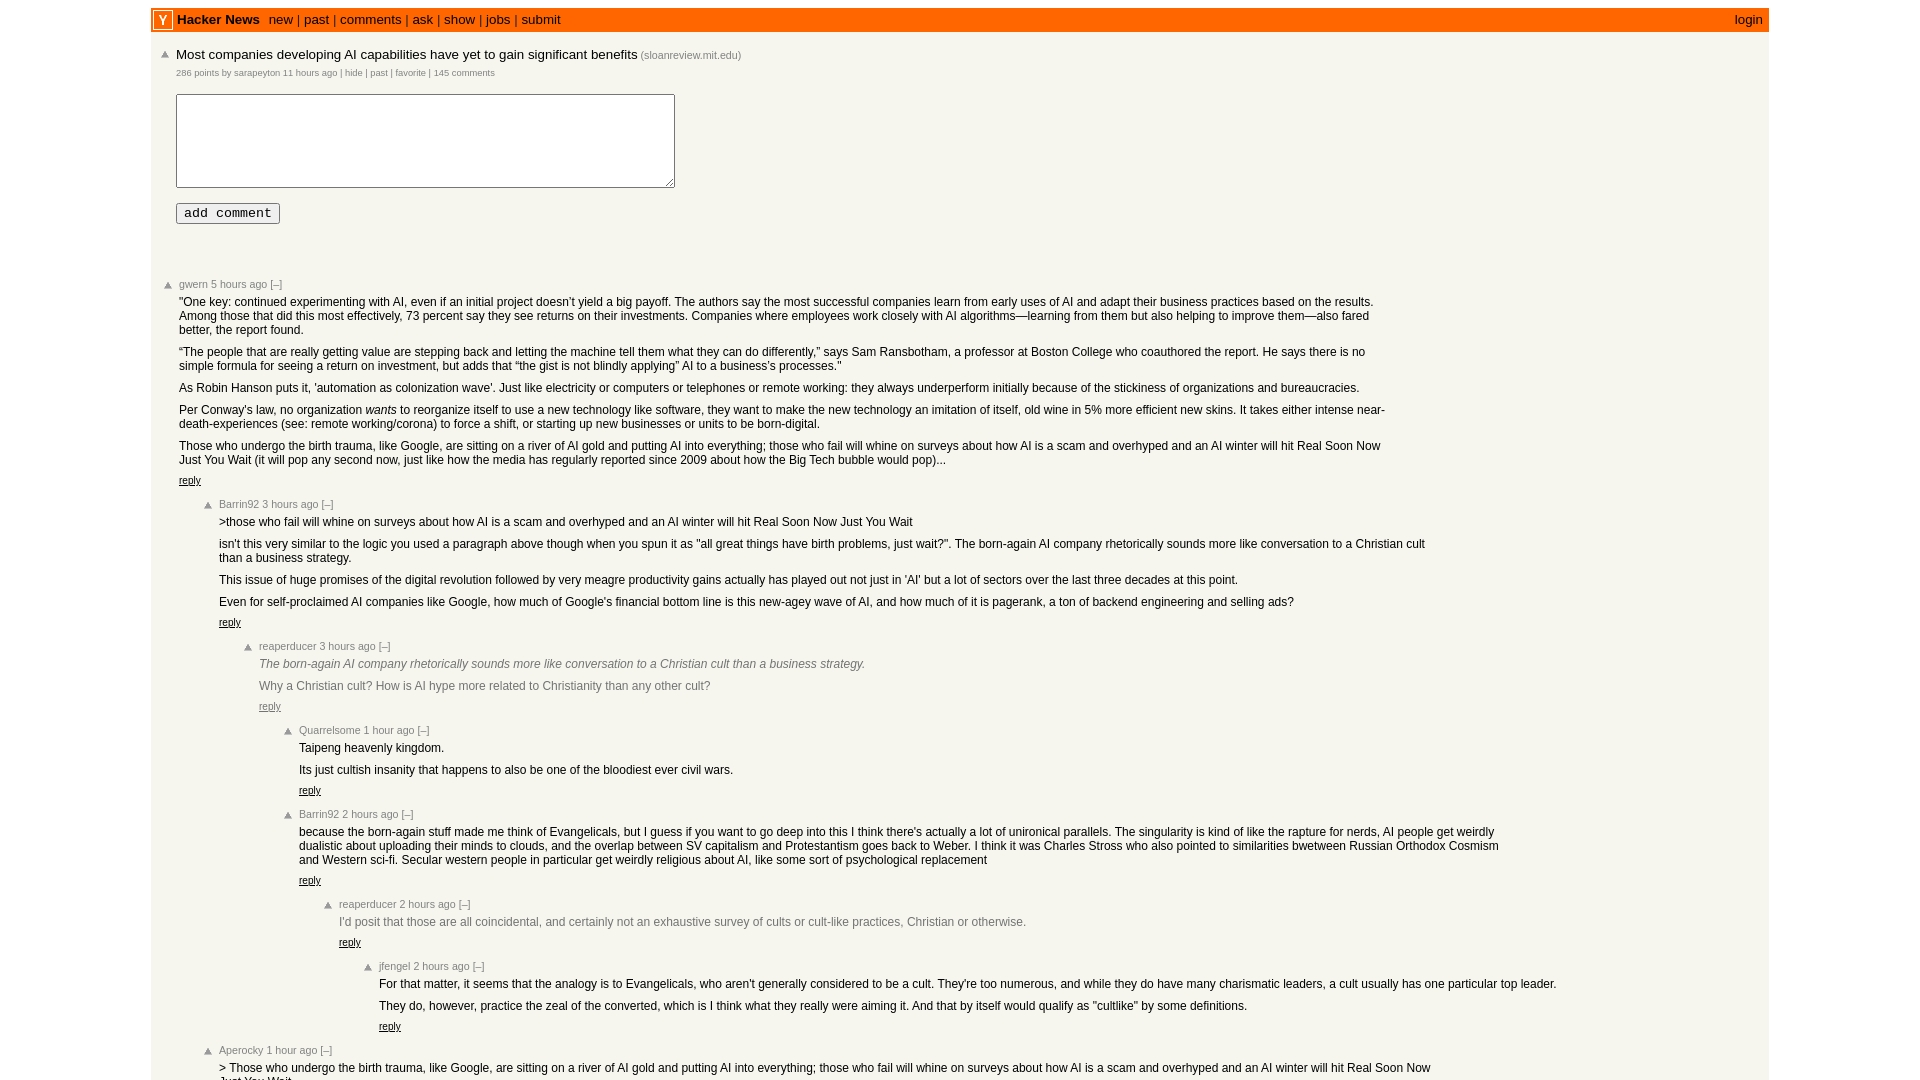 Y Hacker News new | past | comments | ask | show | jobs | submit login
Most companies developing AI capabilities have yet to gain significant benefits (sloanreview.mit.edu)
286 points by sarapeyton 11 hours ago | hide | past | favorite | 145 comments
add comment
gwern 5 hours ago [–]
"One key: continued experimenting with AI, even if an initial project doesn’t yield a big payoff. The authors say the most successful companies learn from early uses of AI and adapt their business practices based on the results.
Among those that did this most effectively, 73 percent say they see returns on their investments. Companies where employees work closely with AI algorithms—learning from them but also helping to improve them—also fared
better, the report found.
“The people that are really getting value are stepping back and letting the machine tell them what they can do differently,” says Sam Ransbotham, a professor at Boston College who coauthored the report. He says there is no
simple formula for seeing a return on investment, but adds that “the gist is not blindly applying” AI to a business’s processes."
As Robin Hanson puts it, 'automation as colonization wave'. Just like electricity or computers or telephones or remote working: they always underperform initially because of the stickiness of organizations and bureaucracies.
Per Conway's law, no organization wants to reorganize itself to use a new technology like software, they want to make the new technology an imitation of itself, old wine in 5% more efficient new skins. It takes either intense near-
death-experiences (see: remote working/corona) to force a shift, or starting up new businesses or units to be born-digital.
Those who undergo the birth trauma, like Google, are sitting on a river of AI gold and putting AI into everything; those who fail will whine on surveys about how AI is a scam and overhyped and an AI winter will hit Real Soon Now
Just You Wait (it will pop any second now, just like how the media has regularly reported since 2009 about how the Big Tech bubble would pop)...
reply
Barrin92 3 hours ago [–]
>those who fail will whine on surveys about how AI is a scam and overhyped and an AI winter will hit Real Soon Now Just You Wait
isn't this very similar to the logic you used a paragraph above though when you spun it as "all great things have birth problems, just wait?". The born-again AI company rhetorically sounds more like conversation to a Christian cult
than a business strategy.
This issue of huge promises of the digital revolution followed by very meagre productivity gains actually has played out not just in 'AI' but a lot of sectors over the last three decades at this point.
Even for self-proclaimed AI companies like Google, how much of Google's financial bottom line is this new-agey wave of AI, and how much of it is pagerank, a ton of backend engineering and selling ads?
reply
reaperducer 3 hours ago [–]
The born-again AI company rhetorically sounds more like conversation to a Christian cult than a business strategy.
Why a Christian cult? How is AI hype more related to Christianity than any other cult?
reply
Quarrelsome 1 hour ago [–]
Taipeng heavenly kingdom.
Its just cultish insanity that happens to also be one of the bloodiest ever civil wars.
reply
Barrin92 2 hours ago [–]
because the born-again stuff made me think of Evangelicals, but I guess if you want to go deep into this I think there's actually a lot of unironical parallels. The singularity is kind of like the rapture for nerds, AI people get weirdly
dualistic about uploading their minds to clouds, and the overlap between SV capitalism and Protestantism goes back to Weber. I think it was Charles Stross who also pointed to similarities bwetween Russian Orthodox Cosmism
and Western sci-fi. Secular western people in particular get weirdly religious about AI, like some sort of psychological replacement
reply
reaperducer 2 hours ago [–]
I'd posit that those are all coincidental, and certainly not an exhaustive survey of cults or cult-like practices, Christian or otherwise.
reply
jfengel 2 hours ago [–]
For that matter, it seems that the analogy is to Evangelicals, who aren't generally considered to be a cult. They're too numerous, and while they do have many charismatic leaders, a cult usually has one particular top leader.
They do, however, practice the zeal of the converted, which is I think what they really were aiming it. And that by itself would qualify as "cultlike" by some definitions.
reply
Aperocky 1 hour ago [–]
> Those who undergo the birth trauma, like Google, are sitting on a river of AI gold and putting AI into everything; those who fail will whine on surveys about how AI is a scam and overhyped and an AI winter will hit Real Soon Now
Just You Wait